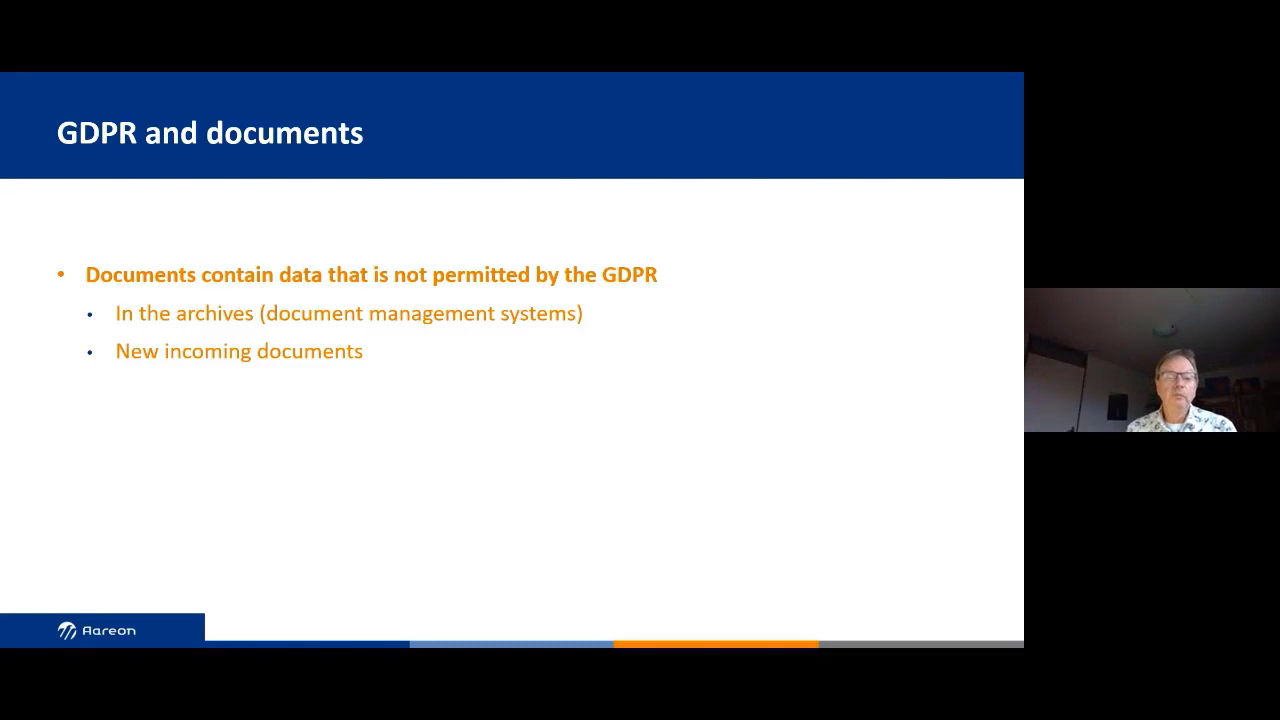 GDPR and documents
• Documents contain data that is not permitted by the GDPR
• In the archives (document management systems)
• New incoming documents
Aareon